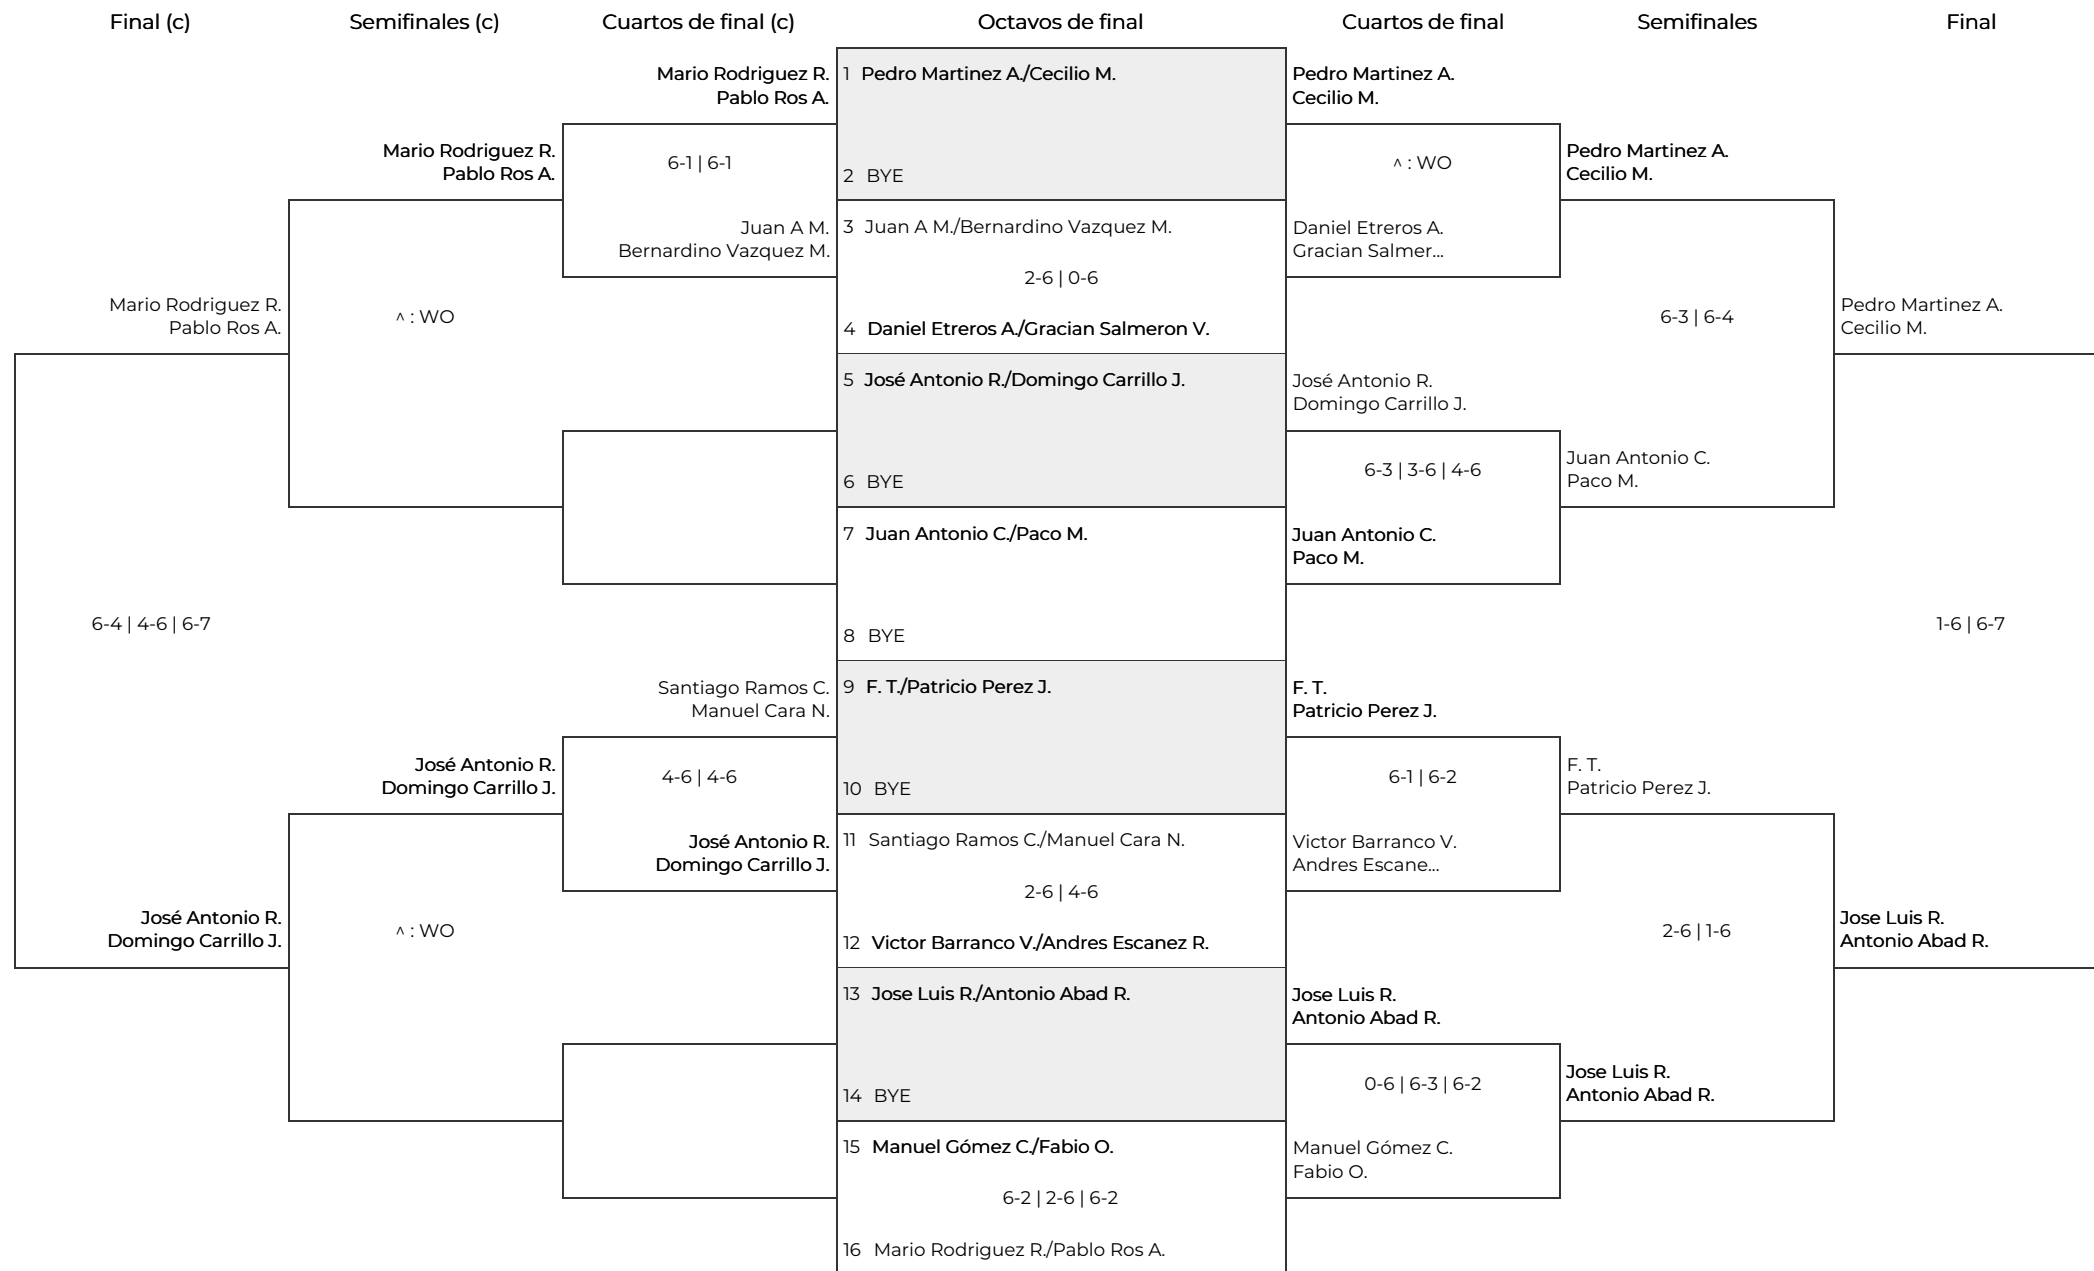 Final (c)
Semifinales (c)
Cuartos de final (c)
Octavos de final
Cuartos de final
Semifinales
Final
Mario Rodriguez R.
Pablo Ros A.
6-4 | 4-6 | 6-7
José Antonio R.
Domingo Carrillo J.
Mario Rodriguez R.
Pablo Ros A.
^ : WO
José Antonio R.
Domingo Carrillo J.
^ : WO
Mario Rodriguez R.
Pablo Ros A.
6-1 | 6-1
Juan A M.
Bernardino Vazquez M.
Santiago Ramos C.
Manuel Cara N.
4-6 | 4-6
José Antonio R.
Domingo Carrillo J.
1 Pedro Martinez A./Cecilio M.
2 BYE
3 Juan A M./Bernardino Vazquez M.
2-6 | 0-6
4 Daniel Etreros A./Gracian Salmeron V.
5 José Antonio R./Domingo Carrillo J.
6 BYE
7 Juan Antonio C./Paco M.
8 BYE
9 F. T./Patricio Perez J.
10 BYE
11 Santiago Ramos C./Manuel Cara N.
2-6 | 4-6
12 Victor Barranco V./Andres Escanez R.
13 Jose Luis R./Antonio Abad R.
14 BYE
15 Manuel Gómez C./Fabio O.
6-2 | 2-6 | 6-2
16 Mario Rodriguez R./Pablo Ros A.
Pedro Martinez A.
Cecilio M.
^ : WO
Daniel Etreros A.
Gracian Salmer...
José Antonio R.
Domingo Carrillo J.
6-3 | 3-6 | 4-6
Juan Antonio C.
Paco M.
F. T.
Patricio Perez J.
6-1 | 6-2
Victor Barranco V.
Andres Escane...
Jose Luis R.
Antonio Abad R.
0-6 | 6-3 | 6-2
Manuel Gómez C.
Fabio O.
Pedro Martinez A.
Cecilio M.
6-3 | 6-4
Juan Antonio C.
Paco M.
F. T.
Patricio Perez J.
2-6 | 1-6
Jose Luis R.
Antonio Abad R.
Pedro Martinez A.
Cecilio M.
1-6 | 6-7
Jose Luis R.
Antonio Abad R.